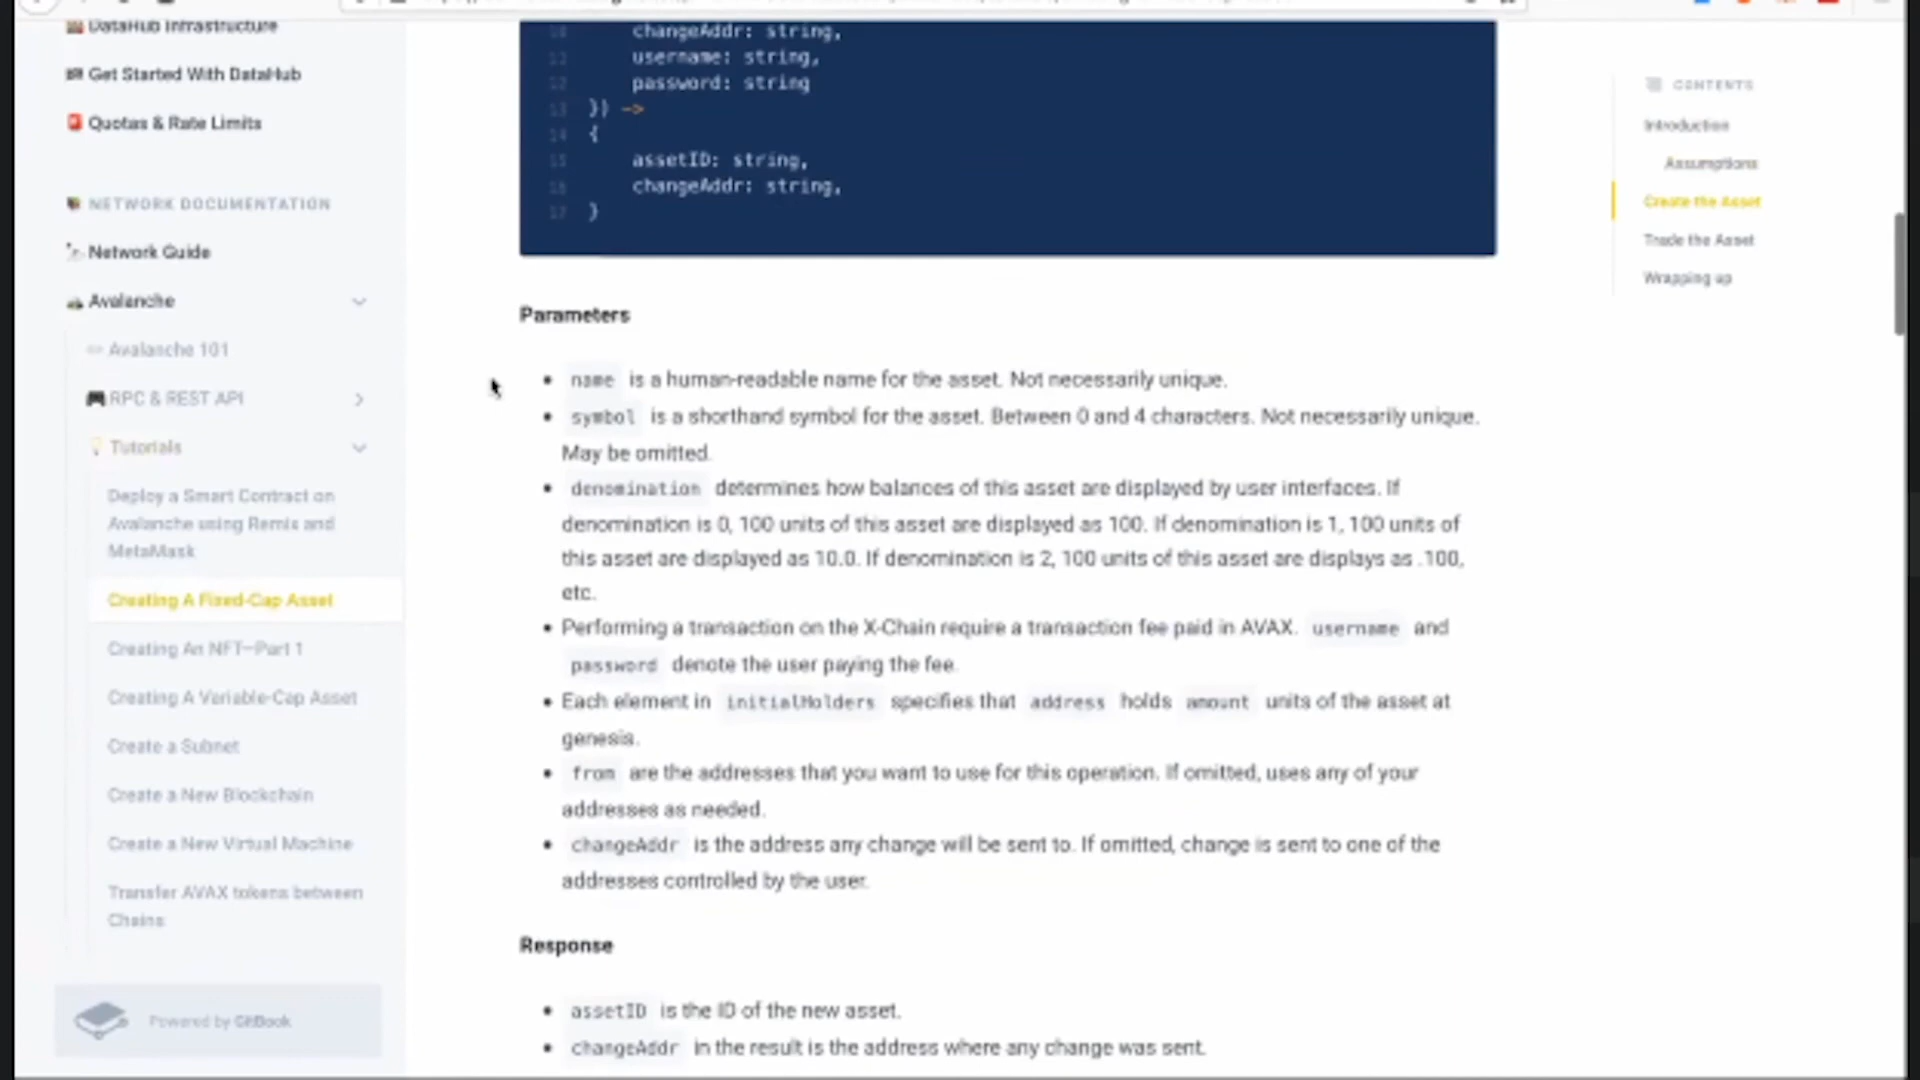 DataHub Infrastructure
Get Started With DataHub
Quotas & Rate Limits
NETWORK DOCUMENTATION
Network Guide
Avalanche
Avalanche 101
RPC & REST API
Tutorials
Deploy a Smart Contract on
Avalanche using Remix and
MetaMask
Creating A Fixed-Cap Asset
Creating An NFT—Part 1
Creating A Variable-Cap Asset
Create a Subnet
Create a New Blockchain
Create a New Virtual Machine
Transfer AVAX tokens between
Chains
Powered by GitBook
10 changeAddr: string,
11 username: string,
12 password: string
13 }) ->
14 {
15 assetID: string,
16 changeAddr: string,
17 }
Parameters
• name is a human-readable name for the asset. Not necessarily unique.
• symbol is a shorthand symbol for the asset. Between 0 and 4 characters. Not necessarily unique.
May be omitted.
• denomination determines how balances of this asset are displayed by user interfaces. If
denomination is 0, 100 units of this asset are displayed as 100. If denomination is 1, 100 units of
this asset are displayed as 10.0. If denomination is 2, 100 units of this asset are displays as .100,
etc.
• Performing a transaction on the X-Chain require a transaction fee paid in AVAX. username and
password denote the user paying the fee.
• Each element in initialHolders specifies that address holds amount units of the asset at
genesis.
• from are the addresses that you want to use for this operation. If omitted, uses any of your
addresses as needed.
• changeAddr is the address any change will be sent to. If omitted, change is sent to one of the
addresses controlled by the user.
Response
• assetID is the ID of the new asset.
• changeAddr in the result is the address where any change was sent.
CONTENTS
Introduction
Assumptions
Create the Asset
Trade the Asset
Wrapping up